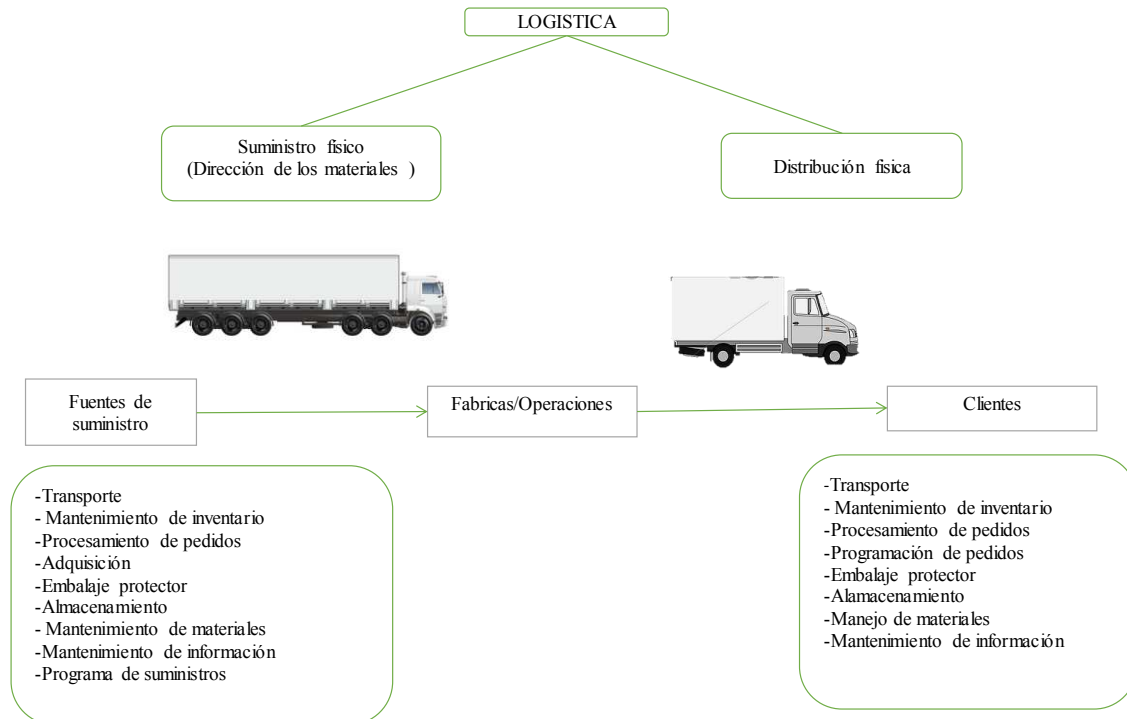 LOGISTICA
Suministro físico
(Dirección de los materiales )
Distribución física
Fuentes de
suministro
Fabricas/Operaciones
Clientes
-Transporte
- Mantenimiento de inventario
-Procesamiento de pedidos
-Adquisición
-Embalaje protector
-Almacenamiento
- Mantenimiento de materiales
-Mantenimiento de información
-Programa de suministros
-Transporte
- Mantenimiento de inventario
-Procesamiento de pedidos
-Programación de pedidos
-Embalaje protector
-Alamacenamiento
-Manejo de materiales
-Mantenimiento de información